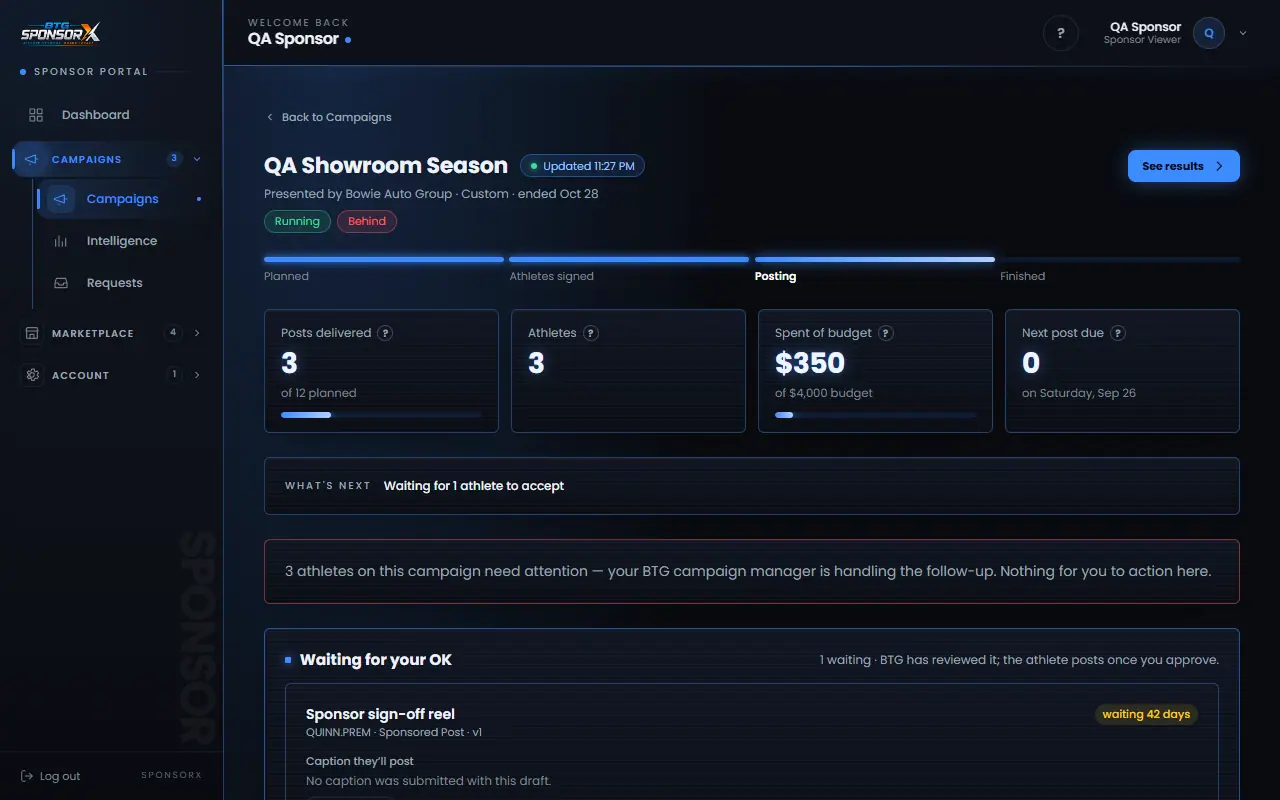 BTG
SPONSORX
WELCOME BACK
QA Sponsor
?
QA Sponsor
Sponsor Viewer
Q
SPONSOR PORTAL
Dashboard
CAMPAIGNS 3
Campaigns
Intelligence
Requests
MARKETPLACE 4
ACCOUNT 1
SPONSOR
Log out
SPONSORX
Back to Campaigns
QA Showroom Season
Updated 11:27 PM
See results
Presented by Bowie Auto Group · Custom · ended Oct 28
Running
Behind
Planned
Athletes signed
Posting
Finished
Posts delivered ?
3
of 12 planned
Athletes ?
3
Spent of budget ?
$350
of $4,000 budget
Next post due ?
0
on Saturday, Sep 26
WHAT'S NEXT Waiting for 1 athlete to accept
3 athletes on this campaign need attention — your BTG campaign manager is handling the follow-up. Nothing for you to action here.
Waiting for your OK
1 waiting · BTG has reviewed it; the athlete posts once you approve.
Sponsor sign-off reel
waiting 42 days
QUINN.PREM · Sponsored Post · v1
Caption they'll post
No caption was submitted with this draft.